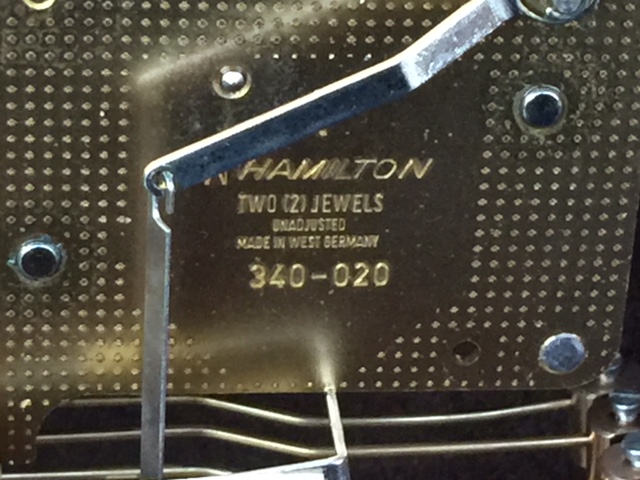 HAMILTON
TWO (2) JEWELS
UNADJUSTED
MADE IN WEST GERMANY
340-020